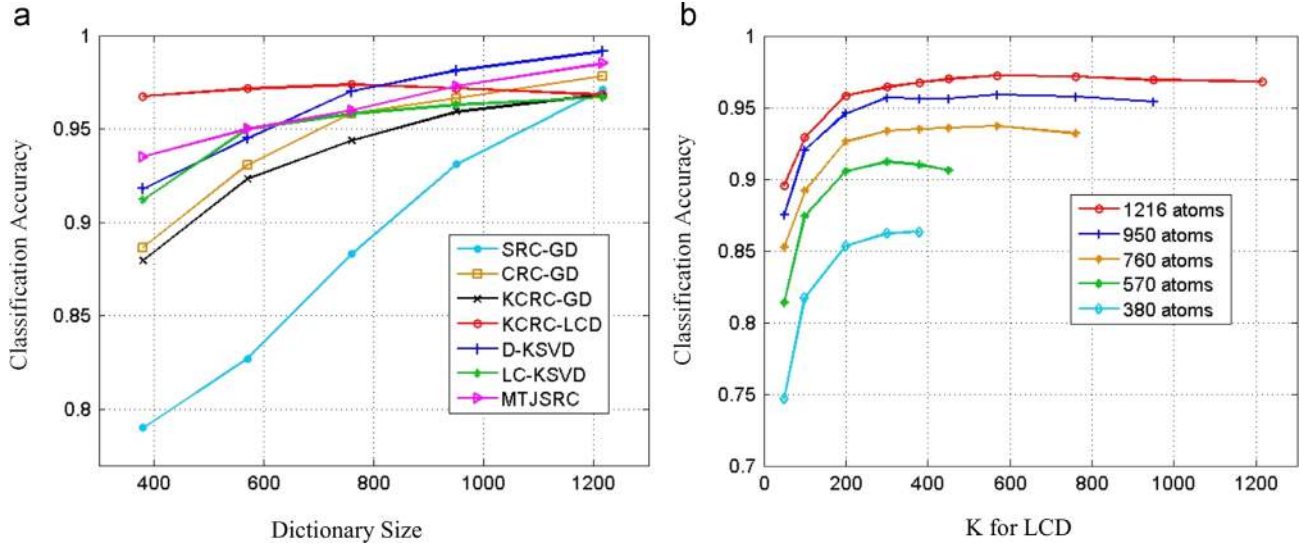 a
1
0.95
0.9
0.85
0.8
Classification Accuracy
400 600 800 1000 1200
Dictionary Size
SRC-GD
CRC-GD
KCRC-GD
KCRC-LCD
D-KSVD
LC-KSVD
MTJSRC
b
1
0.95
0.9
0.85
0.8
0.75
0.7
Classification Accuracy
0 200 400 600 800 1000 1200
K for LCD
1216 atoms
950 atoms
760 atoms
570 atoms
380 atoms